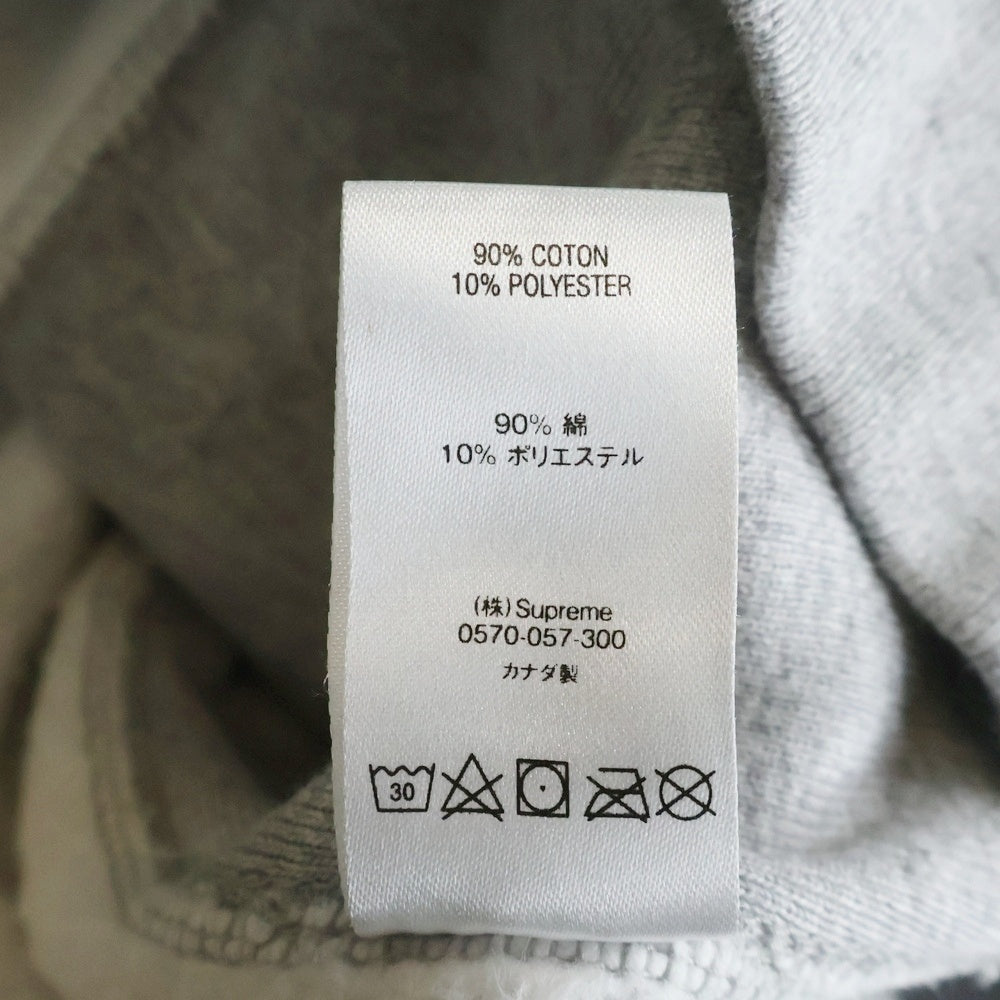 90% COTON
10% POLYESTER
90% 綿
10% ポリエステル
(株)Supreme
0570-057-300
カナダ製
30